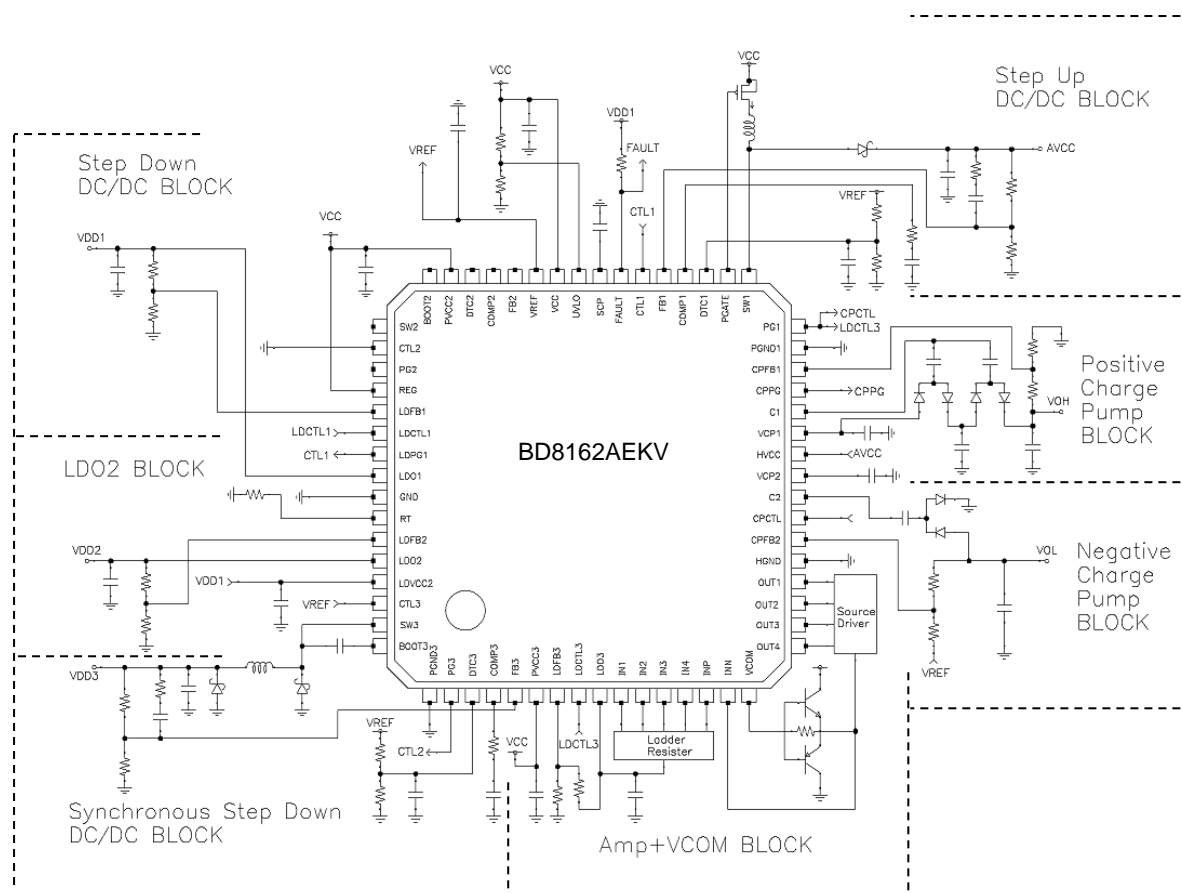 Step Up
DC/DC BLOCK
VCC
VCC
VDD1
FAULT
AVCC
Step Down
DC/DC BLOCK
VREF
CTL1
VREF
VCC
VDD1
BOOT2
PVCC2
DTC2
COMP2
FB2
VREF
VCC
UVLO
SCP
FAULT
CTL1
FB1
COMP1
DTC1
PGATE
SW1
SW2
CTL2
PG2
REG
LDFB1
LDCTL1
LDCTL1
CTL1
LDPG1
LDO1
GND
RT
LDFB2
VDD2
LDO2
VDD1
LOVCC2
VREF
CTL3
SW3
BOOT3
LDO2 BLOCK
BD8162AEKV
PG1
CPCTL
LDCTL3
PGND1
CPFB1
CPPG
CPPG
C1
VCP1
HVCC
AVCC
VCP2
C2
CPCTL
CPFB2
HGND
OUT1
OUT2
OUT3
OUT4
Source
Driver
Positive
Charge
Pump
BLOCK
VOH
VOL
Negative
Charge
Pump
BLOCK
VREF
PGND3
PG3
DTC3
COMP3
FB3
PVCC3
LDFB3
LDCTL3
LDO3
IN1
IN2
IN3
IN4
INP
INN
VCOM
VDD3
VREF
CTL2
VCC
LDCTL3
Ladder
Resister
Synchronous Step Down
DC/DC BLOCK
Amp+VCOM BLOCK